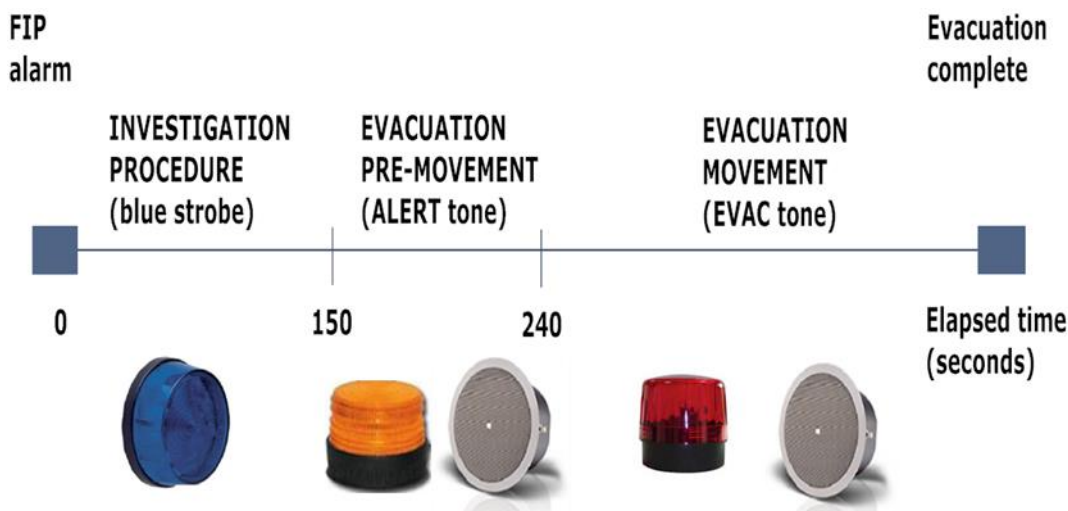 FIP
alarm
Evacuation
complete
INVESTIGATION
PROCEDURE
(blue strobe)
EVACUATION
PRE-MOVEMENT
(ALERT tone)
EVACUATION
MOVEMENT
(EVAC tone)
0
150
240
Elapsed time
(seconds)